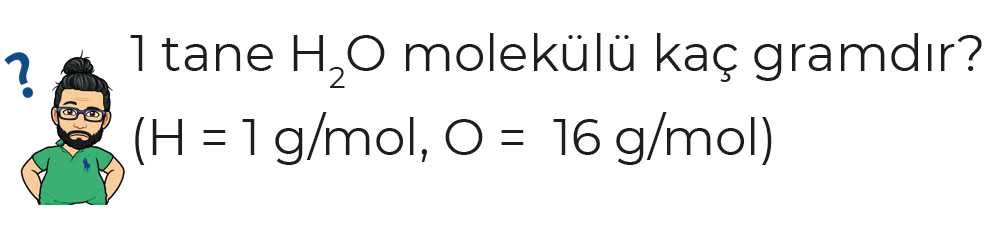 ?
1 tane H₂O molekülü kaç gramdır?
(H = 1 g/mol, O = 16 g/mol)